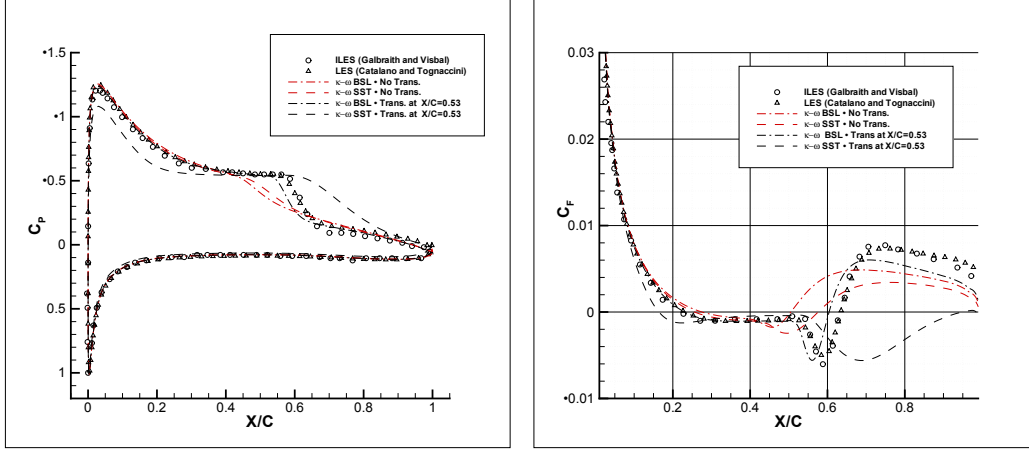 •1.5
•1
•0.5
0
0.5
1
C_P
0
0.2
0.4
0.6
0.8
1
X/C
ILES (Galbraith and Visbal)
LES (Catalano and Tognaccini)
κ−ω BSL • No Trans.
κ−ω SST • No Trans.
κ−ω BSL • Trans. at X/C=0.53
κ−ω SST • Trans. at X/C=0.53
0.03
0.02
0.01
0
•0.01
C_F
0.2
0.4
0.6
0.8
X/C
ILES (Galbraith and Visbal)
LES (Catalano and Tognaccini)
κ−ω BSL • No Trans.
κ−ω SST • No Trans.
κ−ω BSL • Trans at X/C=0.53
κ−ω SST • Trans at X/C=0.53